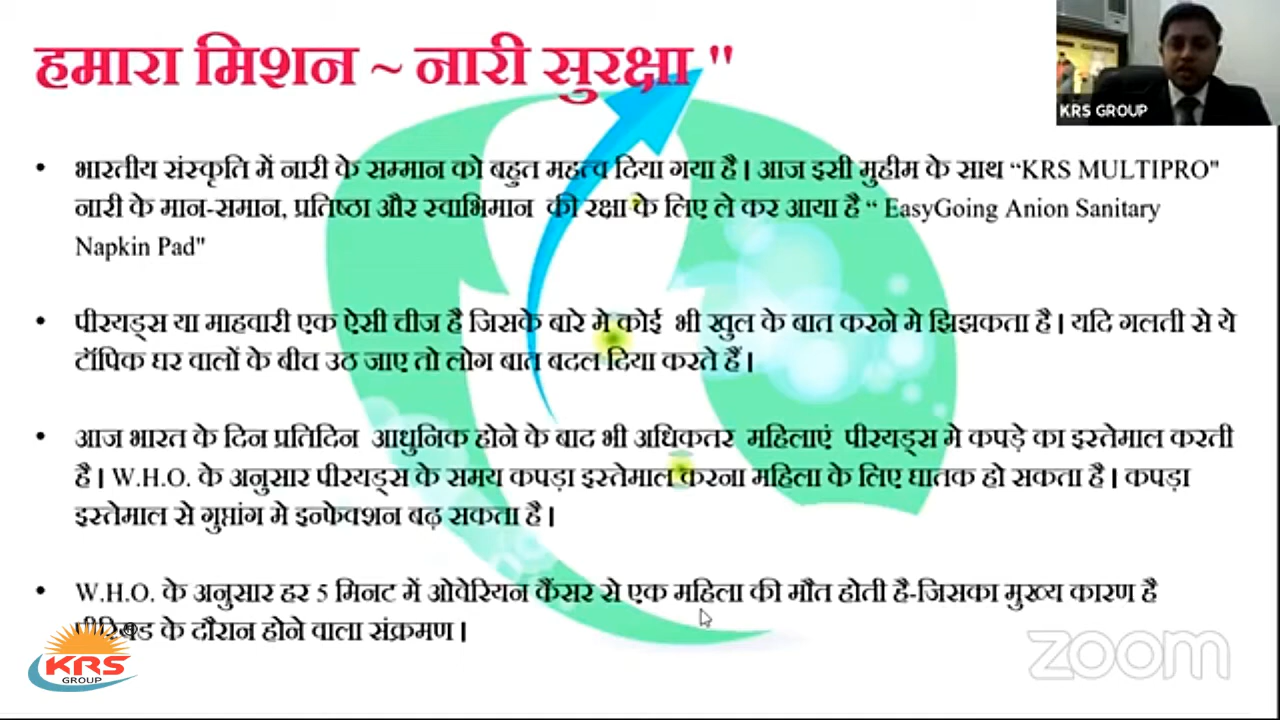 हमारा मिशन ~ नारी सुरक्षा "
KRS GROUP
• भारतीय संस्कृति में नारी के सम्मान को बहुत महत्व दिया गया है। आज इसी मुहीम के साथ “KRS MULTIPRO"
नारी के मान-समान, प्रतिष्ठा और स्वाभिमान की रक्षा के लिए ले कर आया है “ EasyGoing Anion Sanitary
Napkin Pad"
• पीरयड्स या माहवारी एक ऐसी चीज है जिसके बारे मे कोई भी खुल के बात करने मे झिझकता है। यदि गलती से ये
टॉपिक घर वालों के बीच उठ जाए तो लोग बात बदल दिया करते हैं।
• आज भारत के दिन प्रतिदिन आधुनिक होने के बाद भी अधिकतर महिलाएं पीरयड्स मे कपड़े का इस्तेमाल करती
है। W.H.O. के अनुसार पीरयड्स के समय कपड़ा इस्तेमाल करना महिला के लिए घातक हो सकता है। कपड़ा
इस्तेमाल से गुप्तांग मे इन्फेक्शन बढ़ सकता है।
• W.H.O. के अनुसार हर 5 मिनट में ओवेरियन कैंसर से एक महिला की मौत होती है-जिसका मुख्य कारण है
के दौरान होने वाला संक्रमण।
KRS
GROUP
zoom